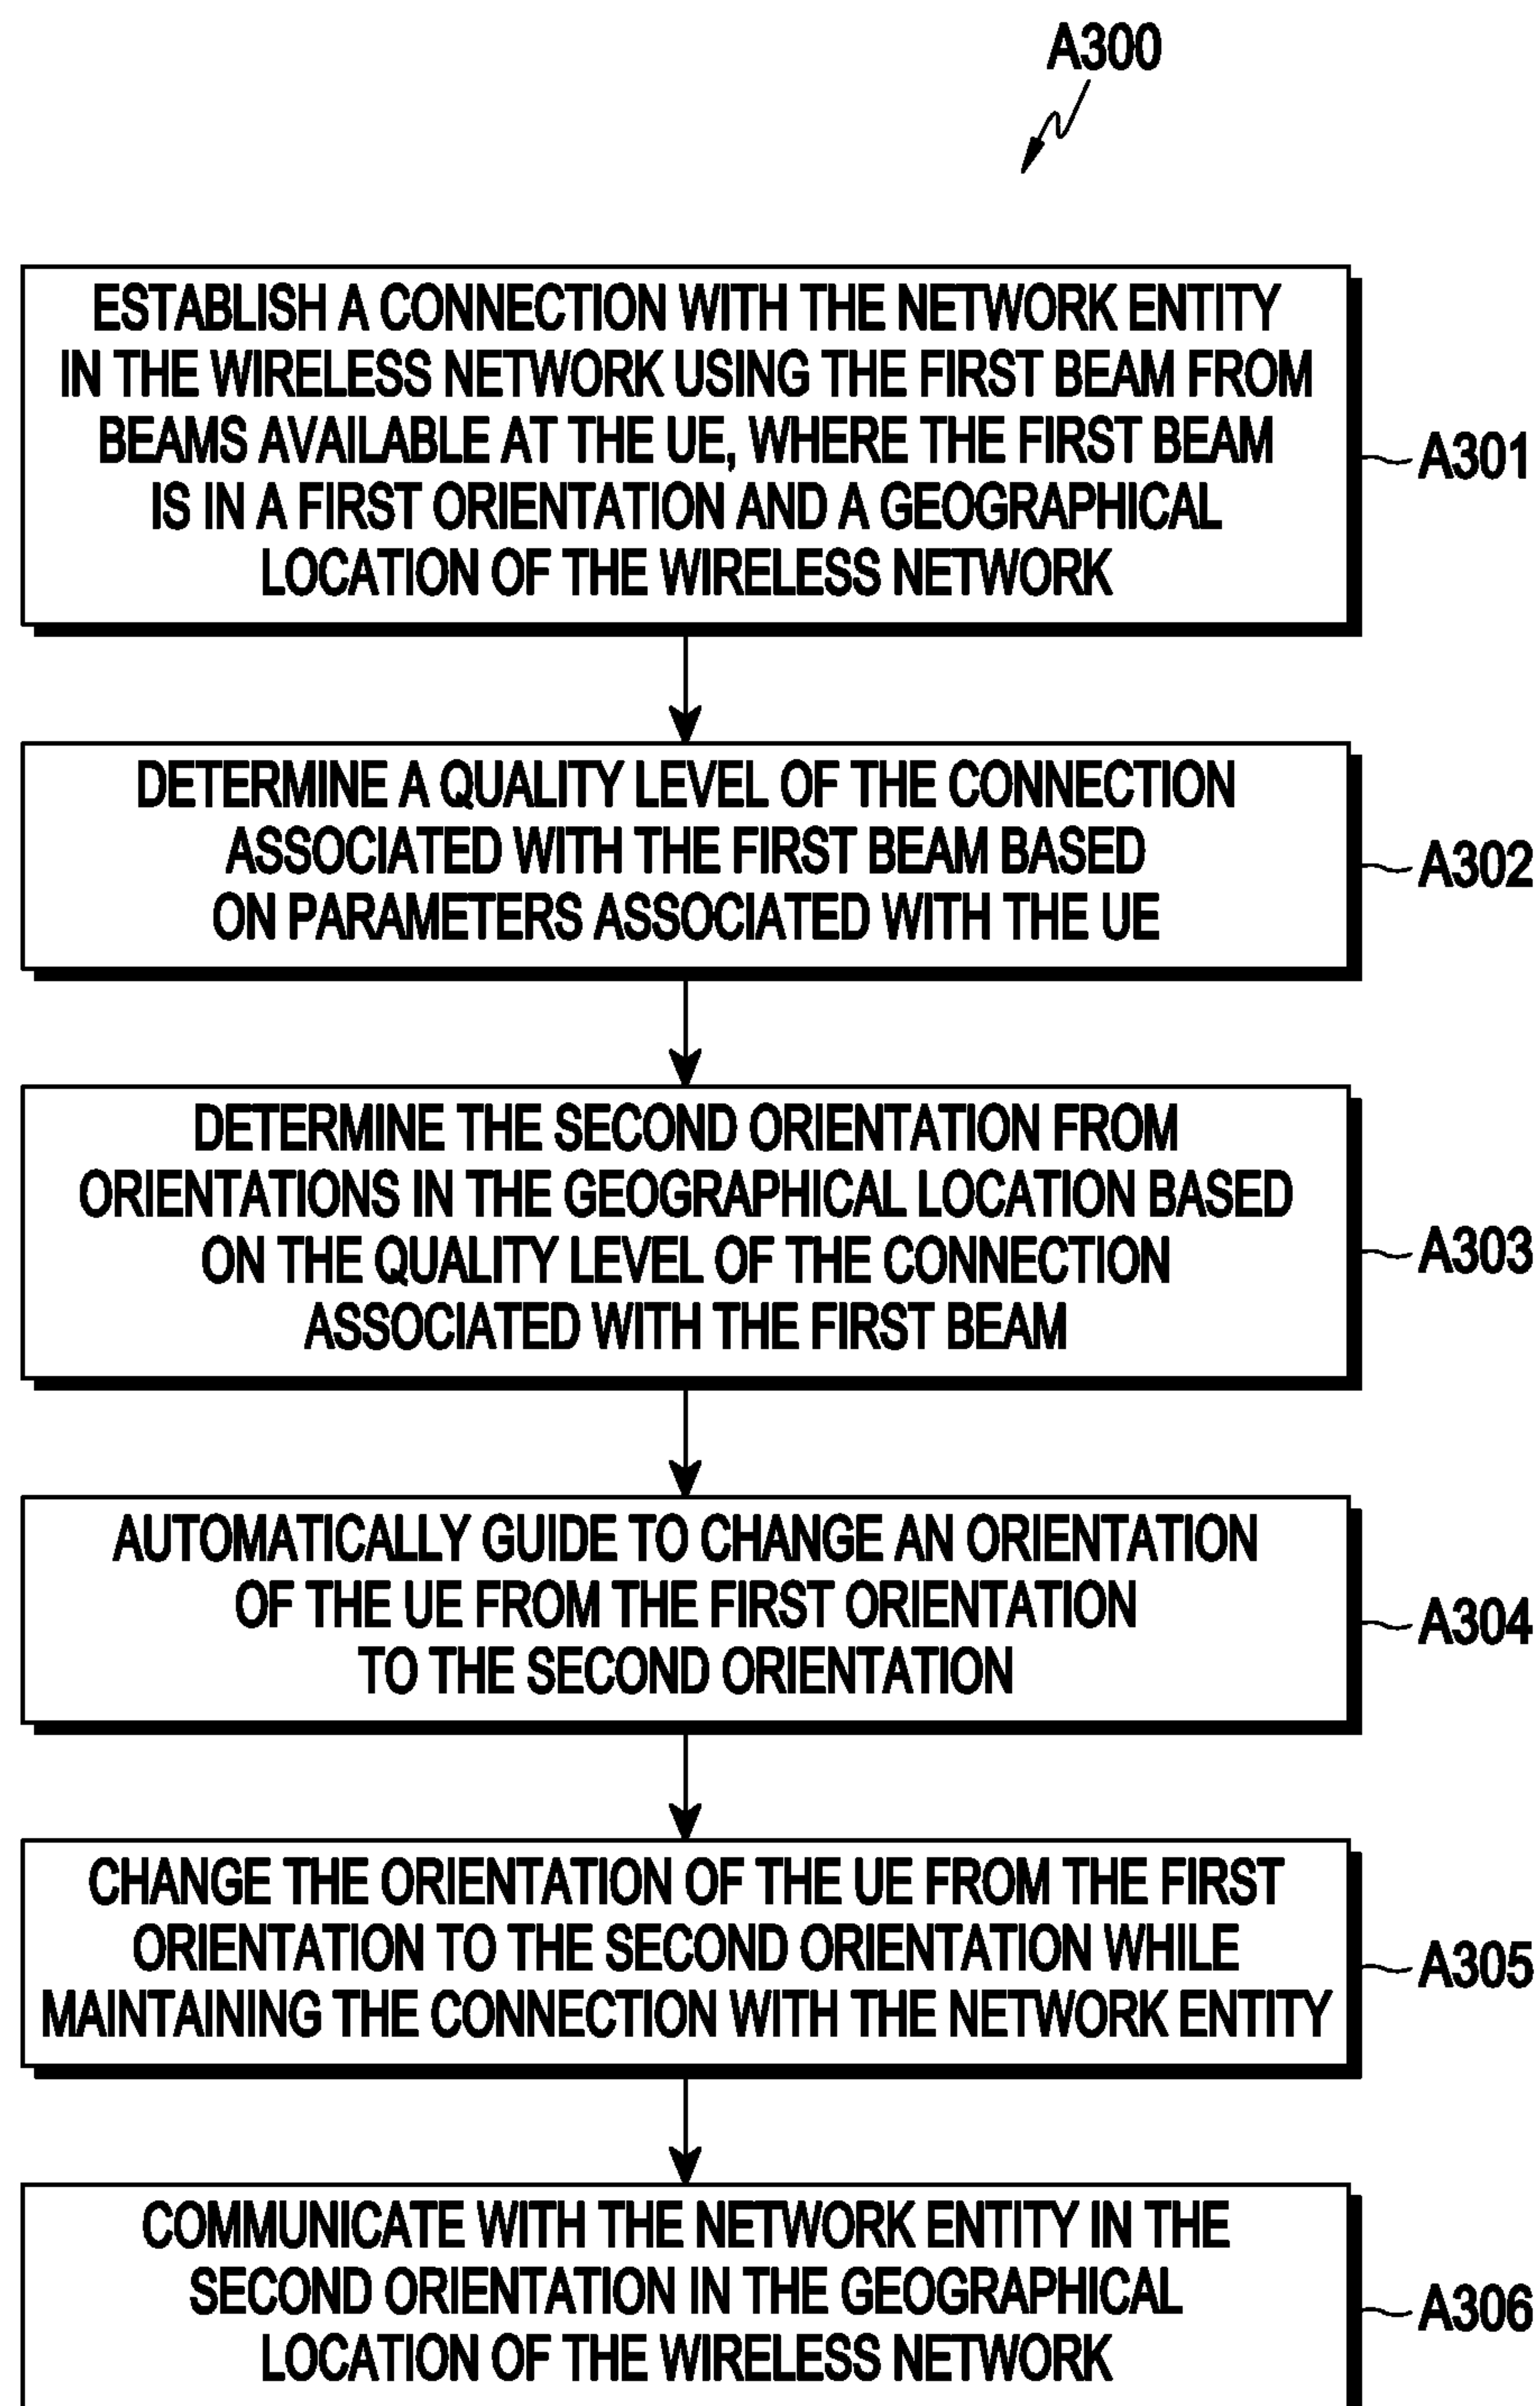 A300
ESTABLISH A CONNECTION WITH THE NETWORK ENTITY
IN THE WIRELESS NETWORK USING THE FIRST BEAM FROM
BEAMS AVAILABLE AT THE UE, WHERE THE FIRST BEAM
IS IN A FIRST ORIENTATION AND A GEOGRAPHICAL
LOCATION OF THE WIRELESS NETWORK
A301
DETERMINE A QUALITY LEVEL OF THE CONNECTION
ASSOCIATED WITH THE FIRST BEAM BASED
ON PARAMETERS ASSOCIATED WITH THE UE
A302
DETERMINE THE SECOND ORIENTATION FROM
ORIENTATIONS IN THE GEOGRAPHICAL LOCATION BASED
ON THE QUALITY LEVEL OF THE CONNECTION
ASSOCIATED WITH THE FIRST BEAM
A303
AUTOMATICALLY GUIDE TO CHANGE AN ORIENTATION
OF THE UE FROM THE FIRST ORIENTATION
TO THE SECOND ORIENTATION
A304
CHANGE THE ORIENTATION OF THE UE FROM THE FIRST
ORIENTATION TO THE SECOND ORIENTATION WHILE
MAINTAINING THE CONNECTION WITH THE NETWORK ENTITY
A305
COMMUNICATE WITH THE NETWORK ENTITY IN THE
SECOND ORIENTATION IN THE GEOGRAPHICAL
LOCATION OF THE WIRELESS NETWORK
A306